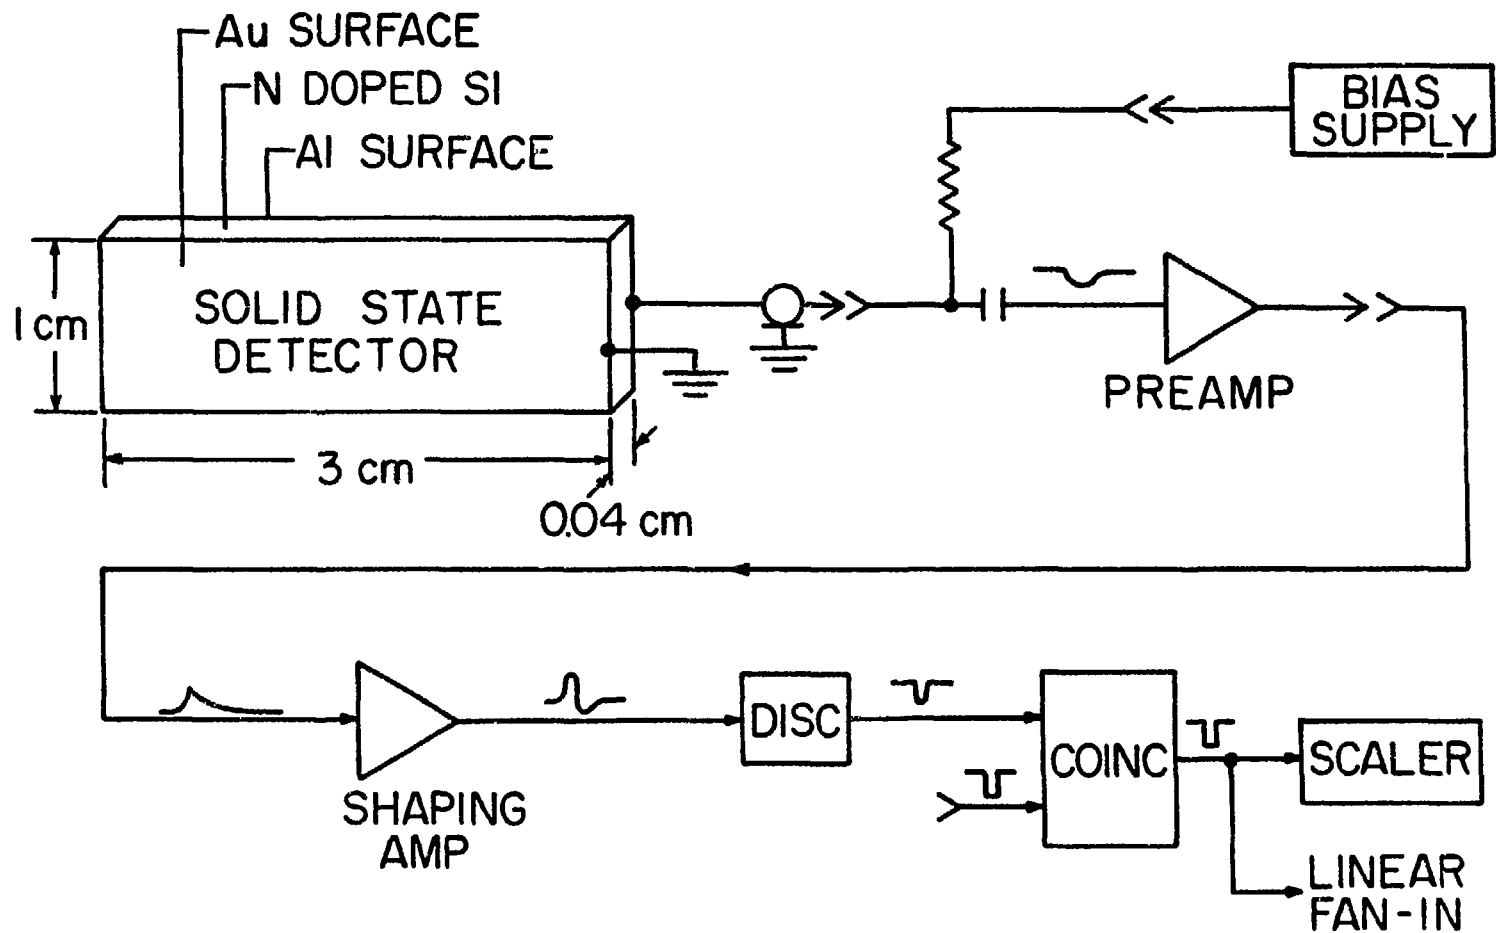 Au SURFACE
N DOPED SI
Al SURFACE
BIAS
SUPPLY
SOLID STATE
DETECTOR
1 cm
PREAMP
3 cm
0.04 cm
DISC
COINC
SCALER
SHAPING
AMP
LINEAR
FAN-IN